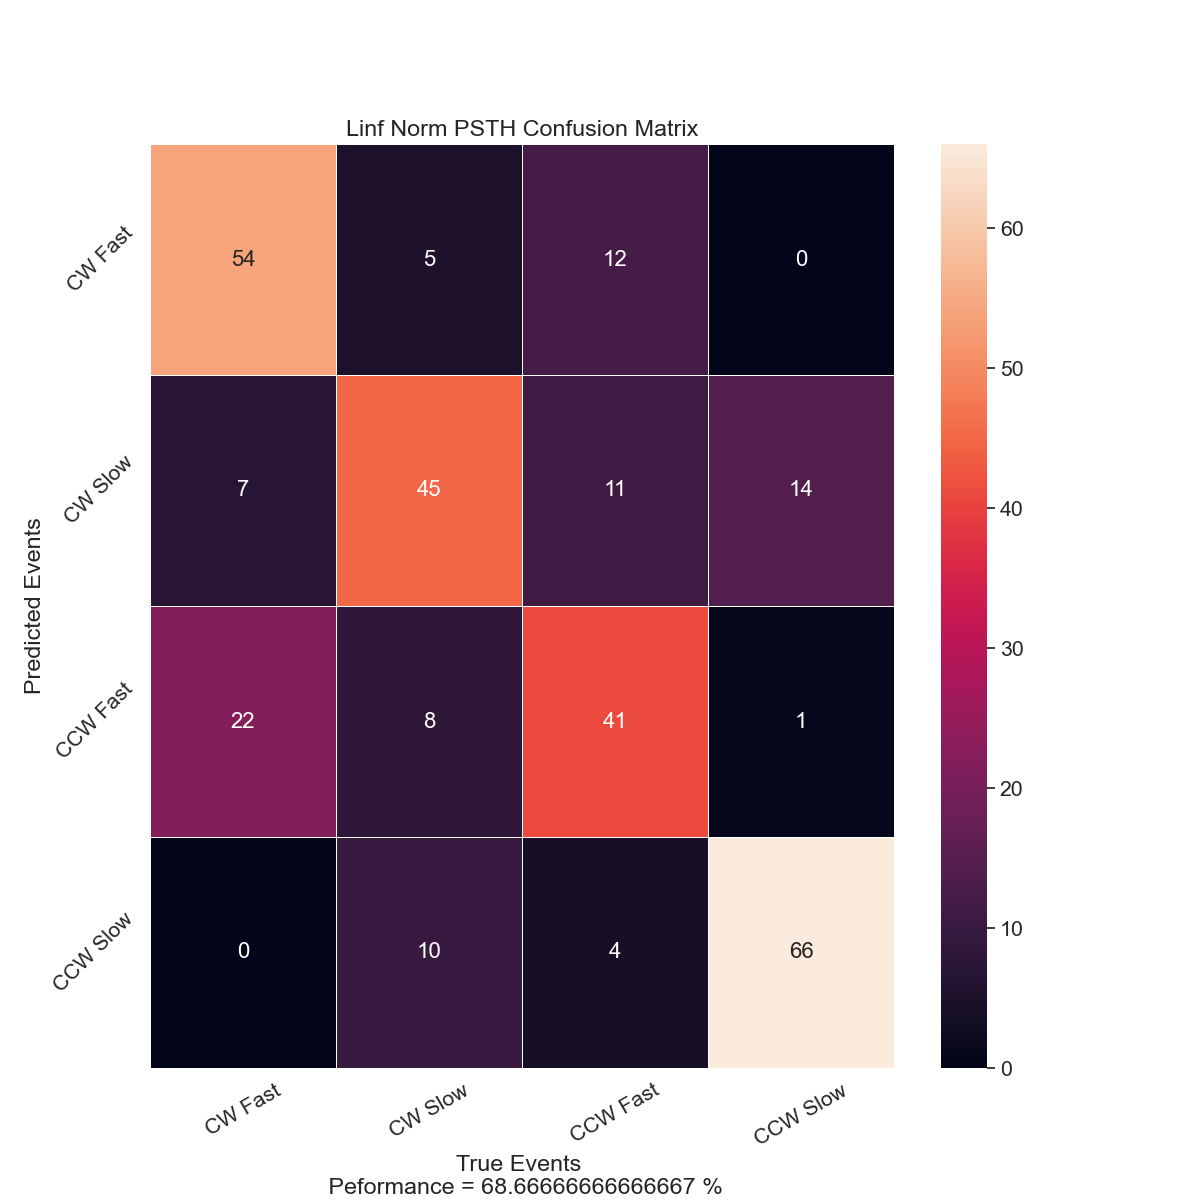 Linf Norm PSTH Confusion Matrix
Predicted Events
CW Fast
54
5
12
0
CW Slow
7
45
11
14
CCW Fast
22
8
41
1
CCW Slow
0
10
4
66
CW Fast
CW Slow
CCW Fast
CCW Slow
True Events
Peformance = 68.66666666666667 %
60
50
40
30
20
10
0